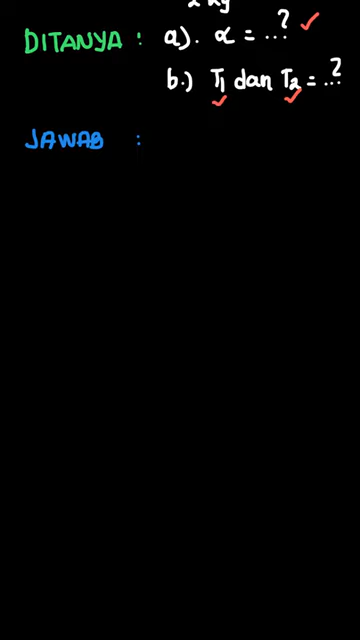 DITANYA : a). α = ...?
b.) T₁ dan T₂ = ...?
JAWAB :